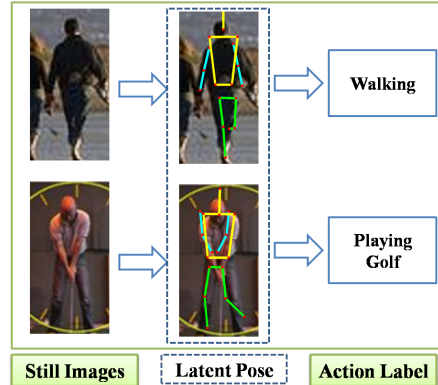 Walking
Playing
Golf
Still Images
Latent Pose
Action Label